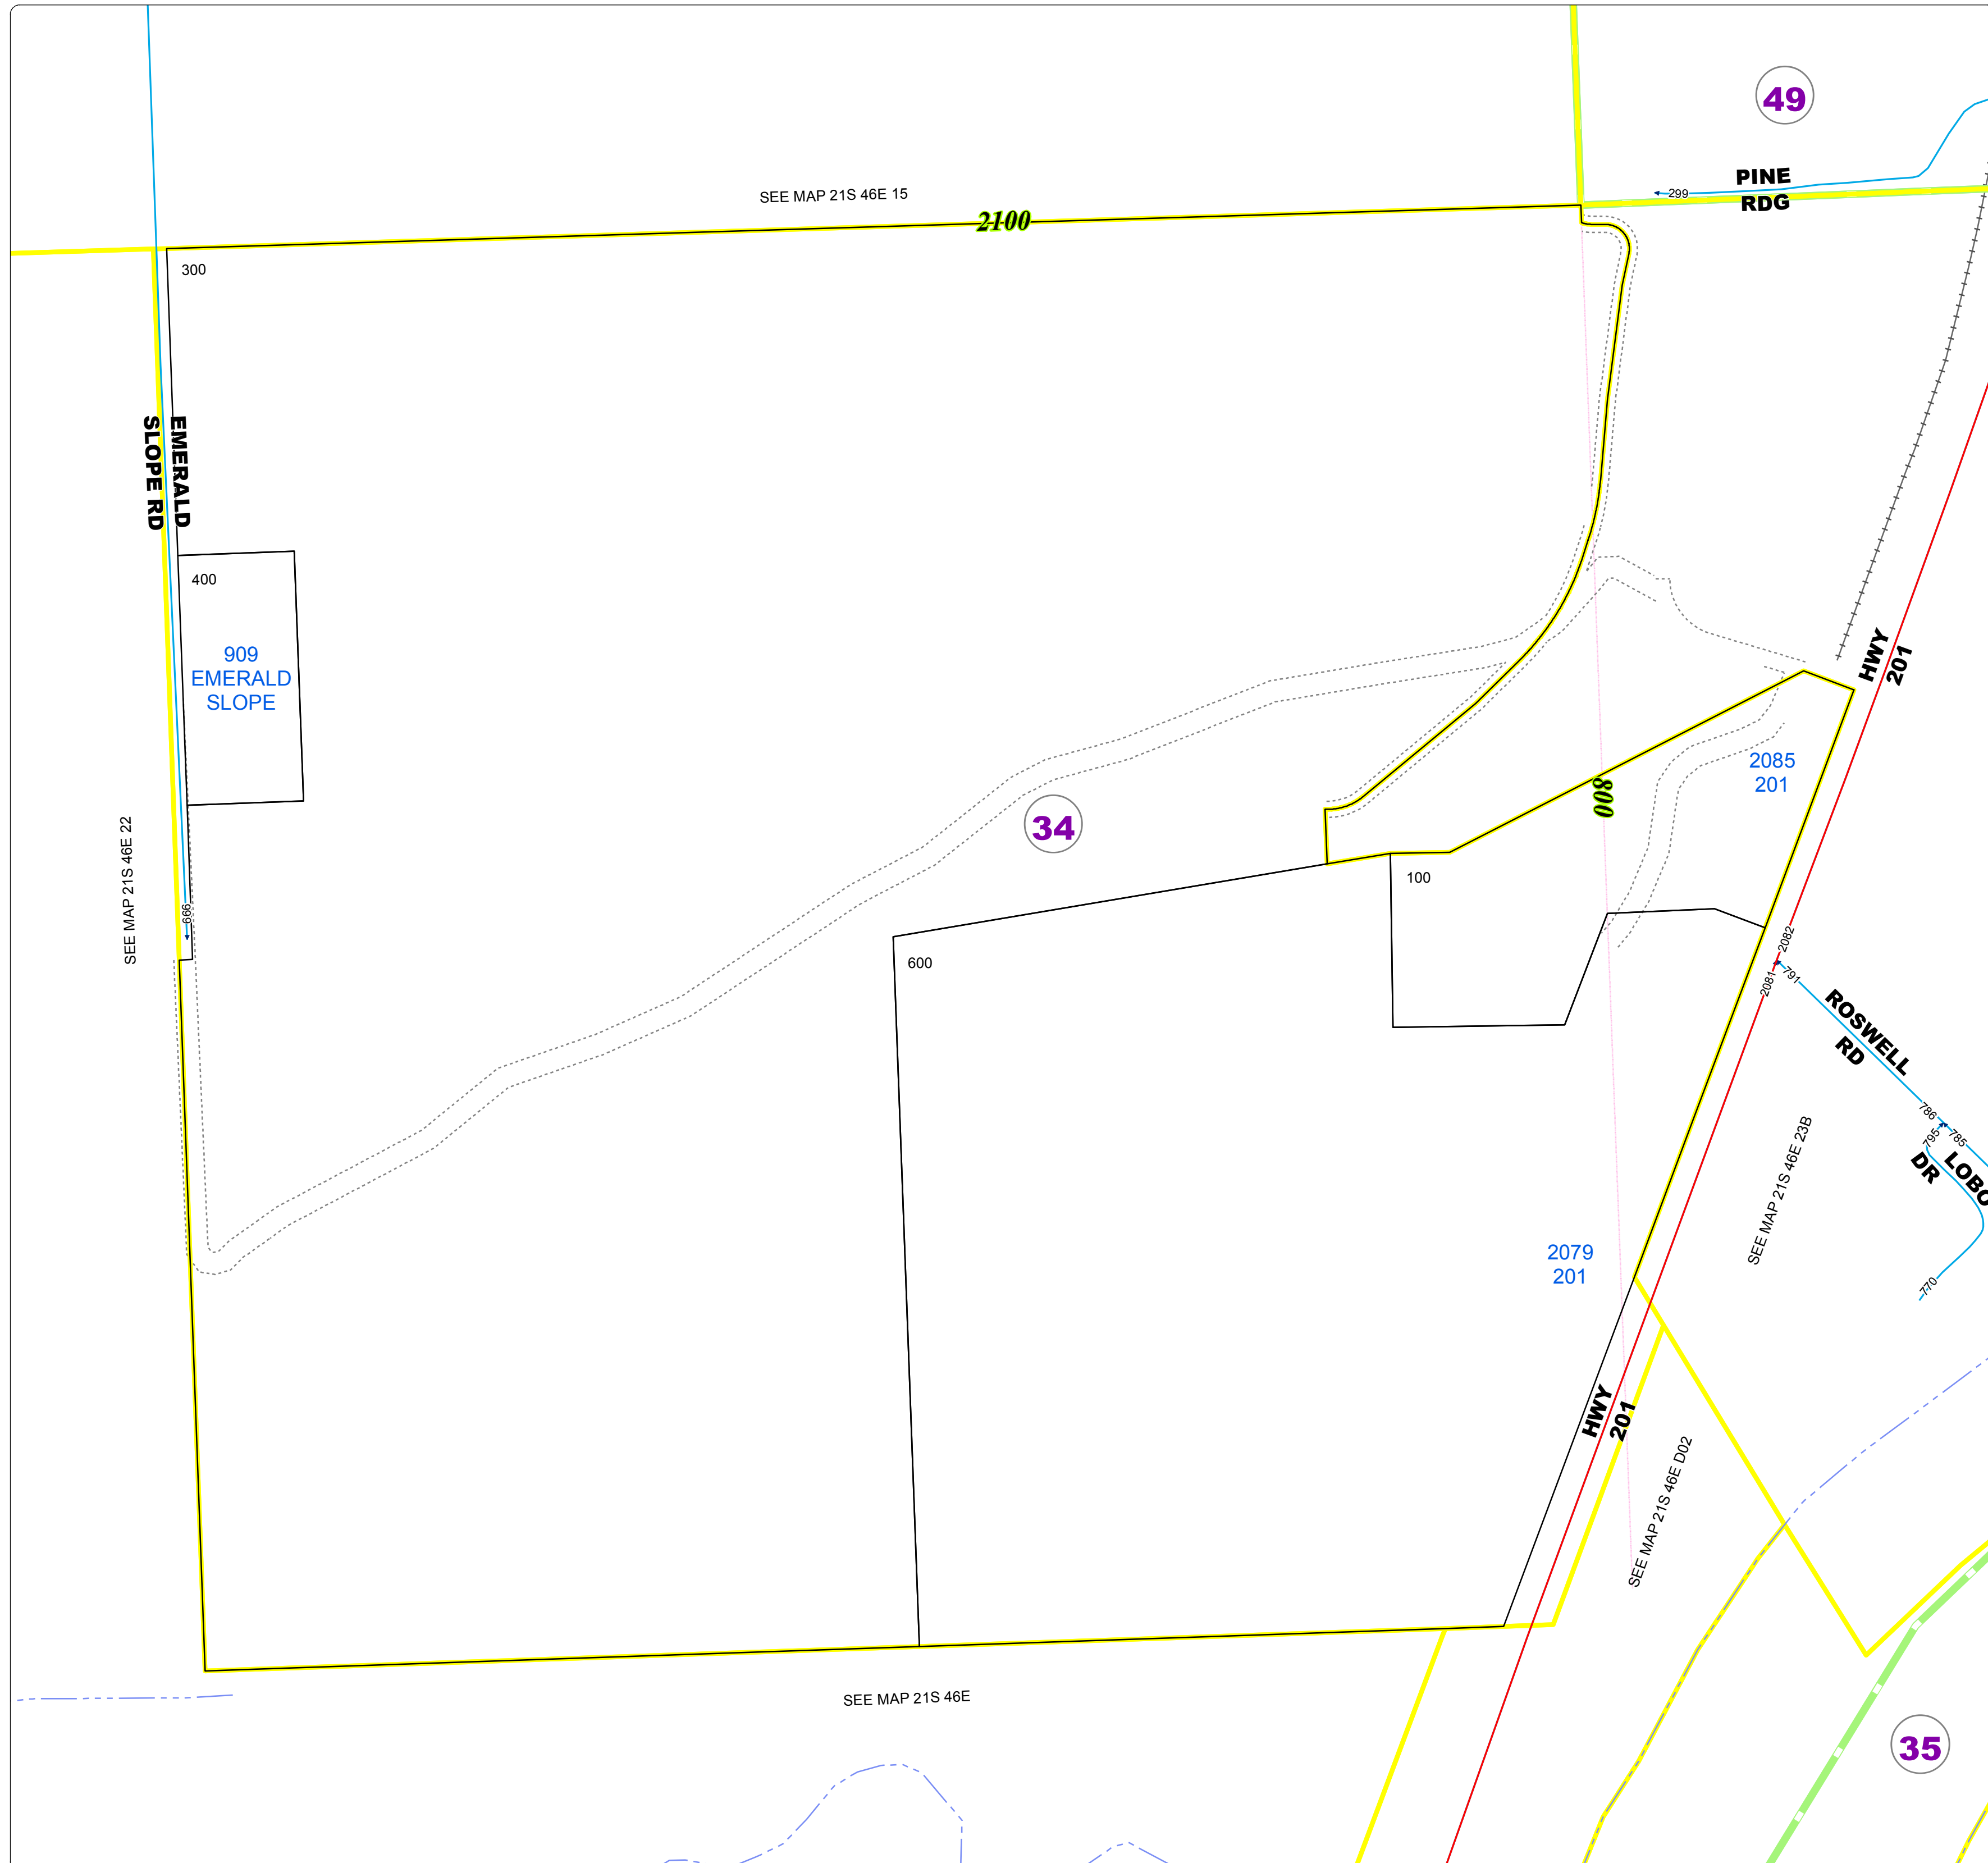 49
PINE
RDG
299
SEE MAP 21S 46E 15
2100
300
EMERALD
SLOPE RD
400
909
EMERALD
SLOPE
HWY
201
2085
201
800
34
100
SEE MAP 21S 46E 22
666
600
2082
2081
791
ROSWELL
RD
786
785
795
LOBO
DR
770
SEE MAP 21S 46E 23B
2079
201
HWY
201
SEE MAP 21S 46E D02
SEE MAP 21S 46E
35